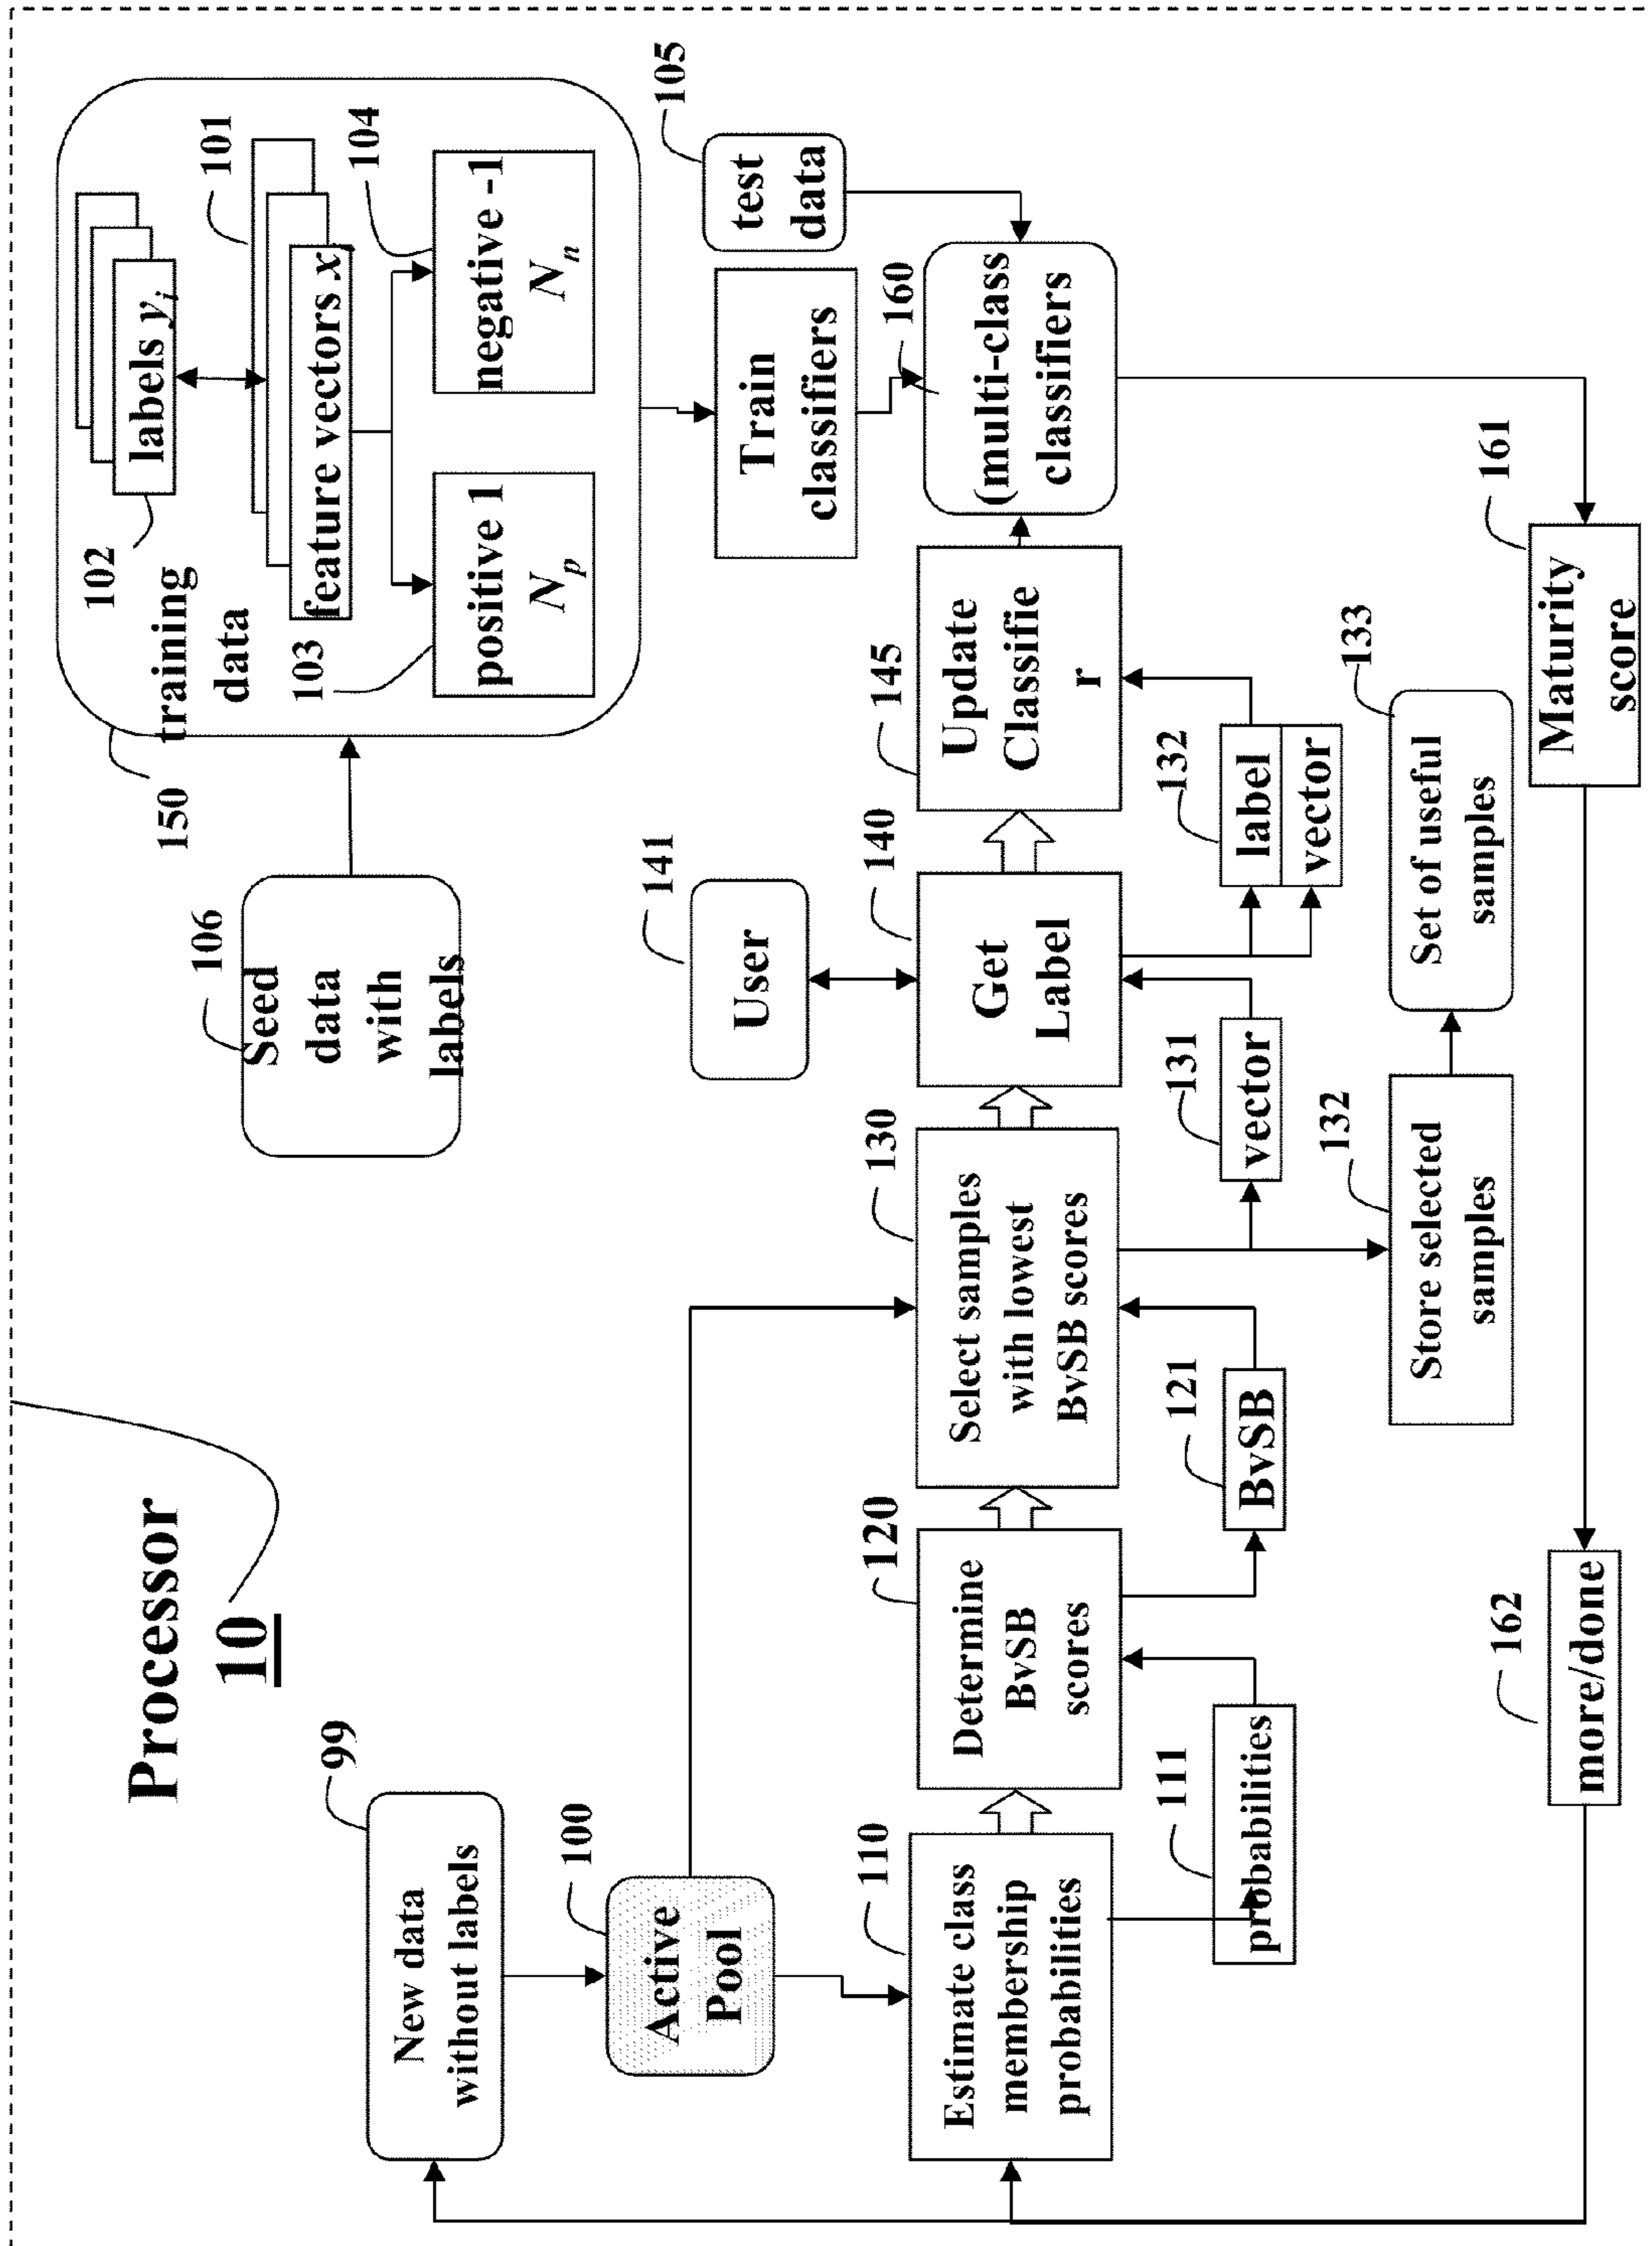 Processor
10
99
New data
without labels
100
Active
Pool
106
Seed
data
with
labels
150
training
data
102
labels yi
101
feature vectors x
103
positive 1
Np
104
negative -1
Nn
Train
classifiers
105
test
data
160
(multi-class
classifiers
110
Estimate class
membership
probabilities
111
probabilities
120
Determine
BvSB
scores
121
BvSB
130
Select samples
with lowest
BvSB scores
131
vector
141
User
140
Get
Label
132
label
vector
145
Update
Classifie
r
132
Store selected
samples
133
Set of useful
samples
161
Maturity
score
162
more/done